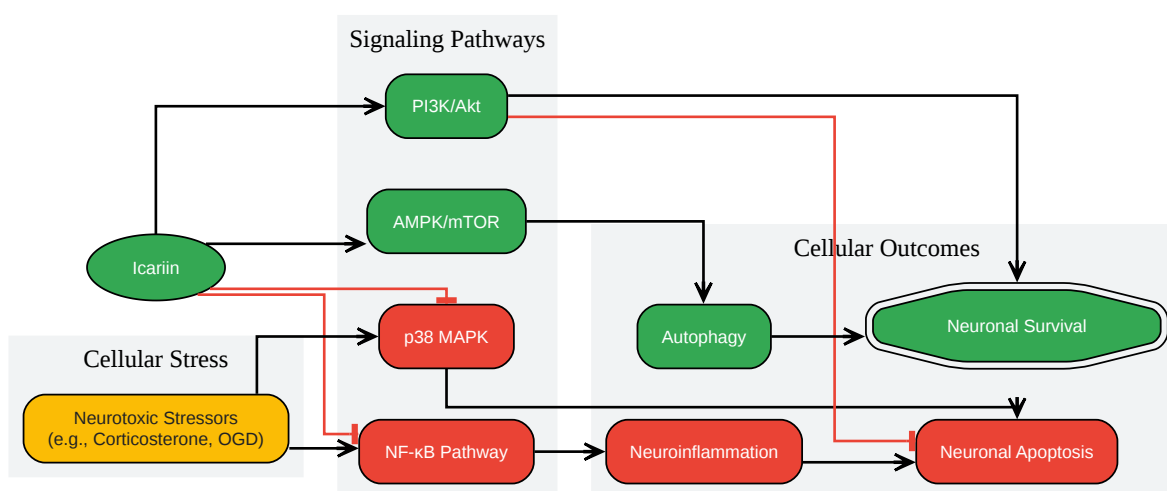 Signaling Pathways
PI3K/Akt
AMPK/mTOR
Cellular Outcomes
Icariin
p38 MAPK
Autophagy
Neuronal Survival
Cellular Stress
Neurotoxic Stressors
(e.g., Corticosterone, OGD)
NF-κB Pathway
Neuroinflammation
Neuronal Apoptosis